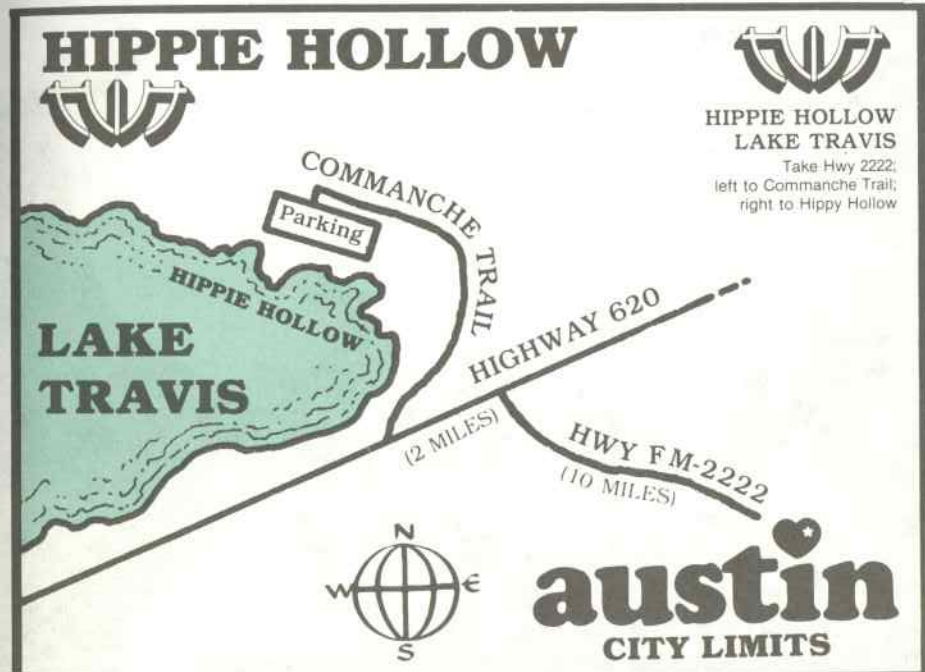 HIPPIE HOLLOW
HIPPIE HOLLOW
LAKE TRAVIS
Take Hwy 2222;
left to Commanche Trail;
right to Hippy Hollow
COMMANCHE TRAIL
Parking
HIPPIE HOLLOW
LAKE
TRAVIS
HIGHWAY 620
(2 MILES)
HWY FM-2222
(10 MILES)
N
W E
S
austin
CITY LIMITS